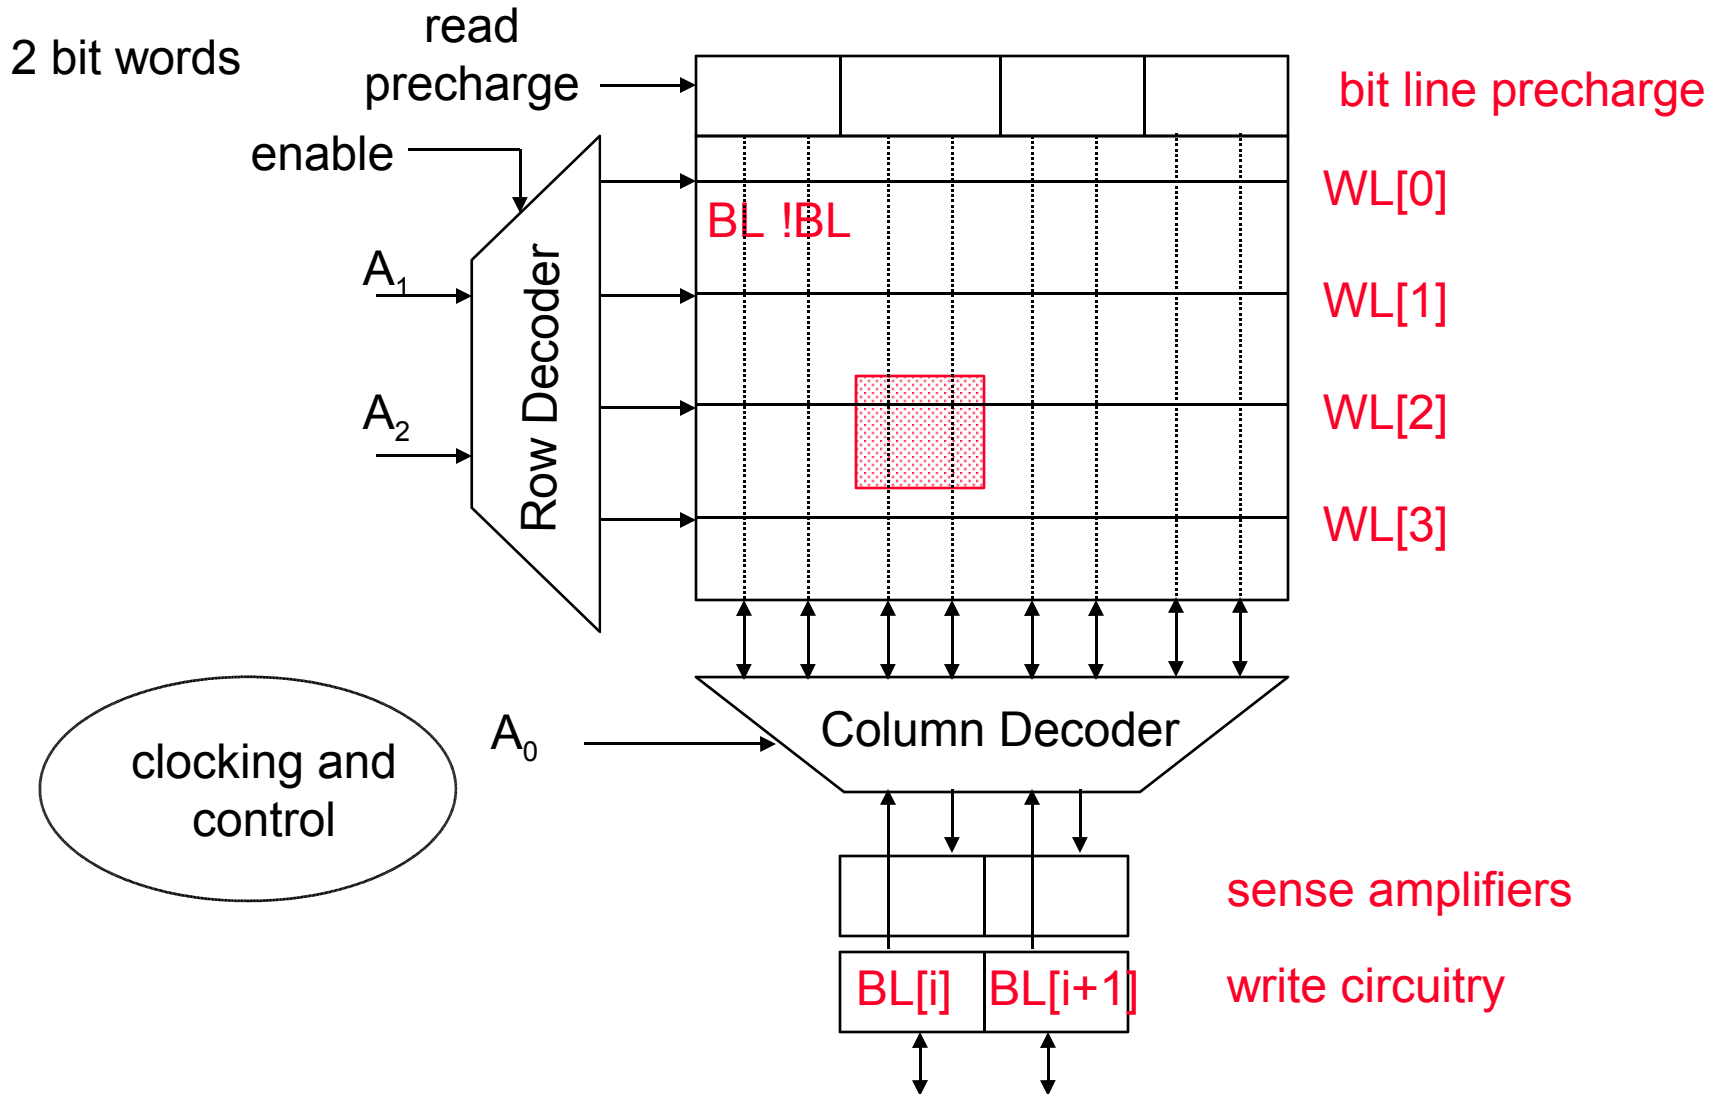 2 bit words
read
precharge
bit line precharge
enable
WL[0]
BL !BL
A1
WL[1]
Row Decoder
A2
WL[2]
WL[3]
Column Decoder
A0
clocking and
control
sense amplifiers
BL[i] BL[i+1]
write circuitry